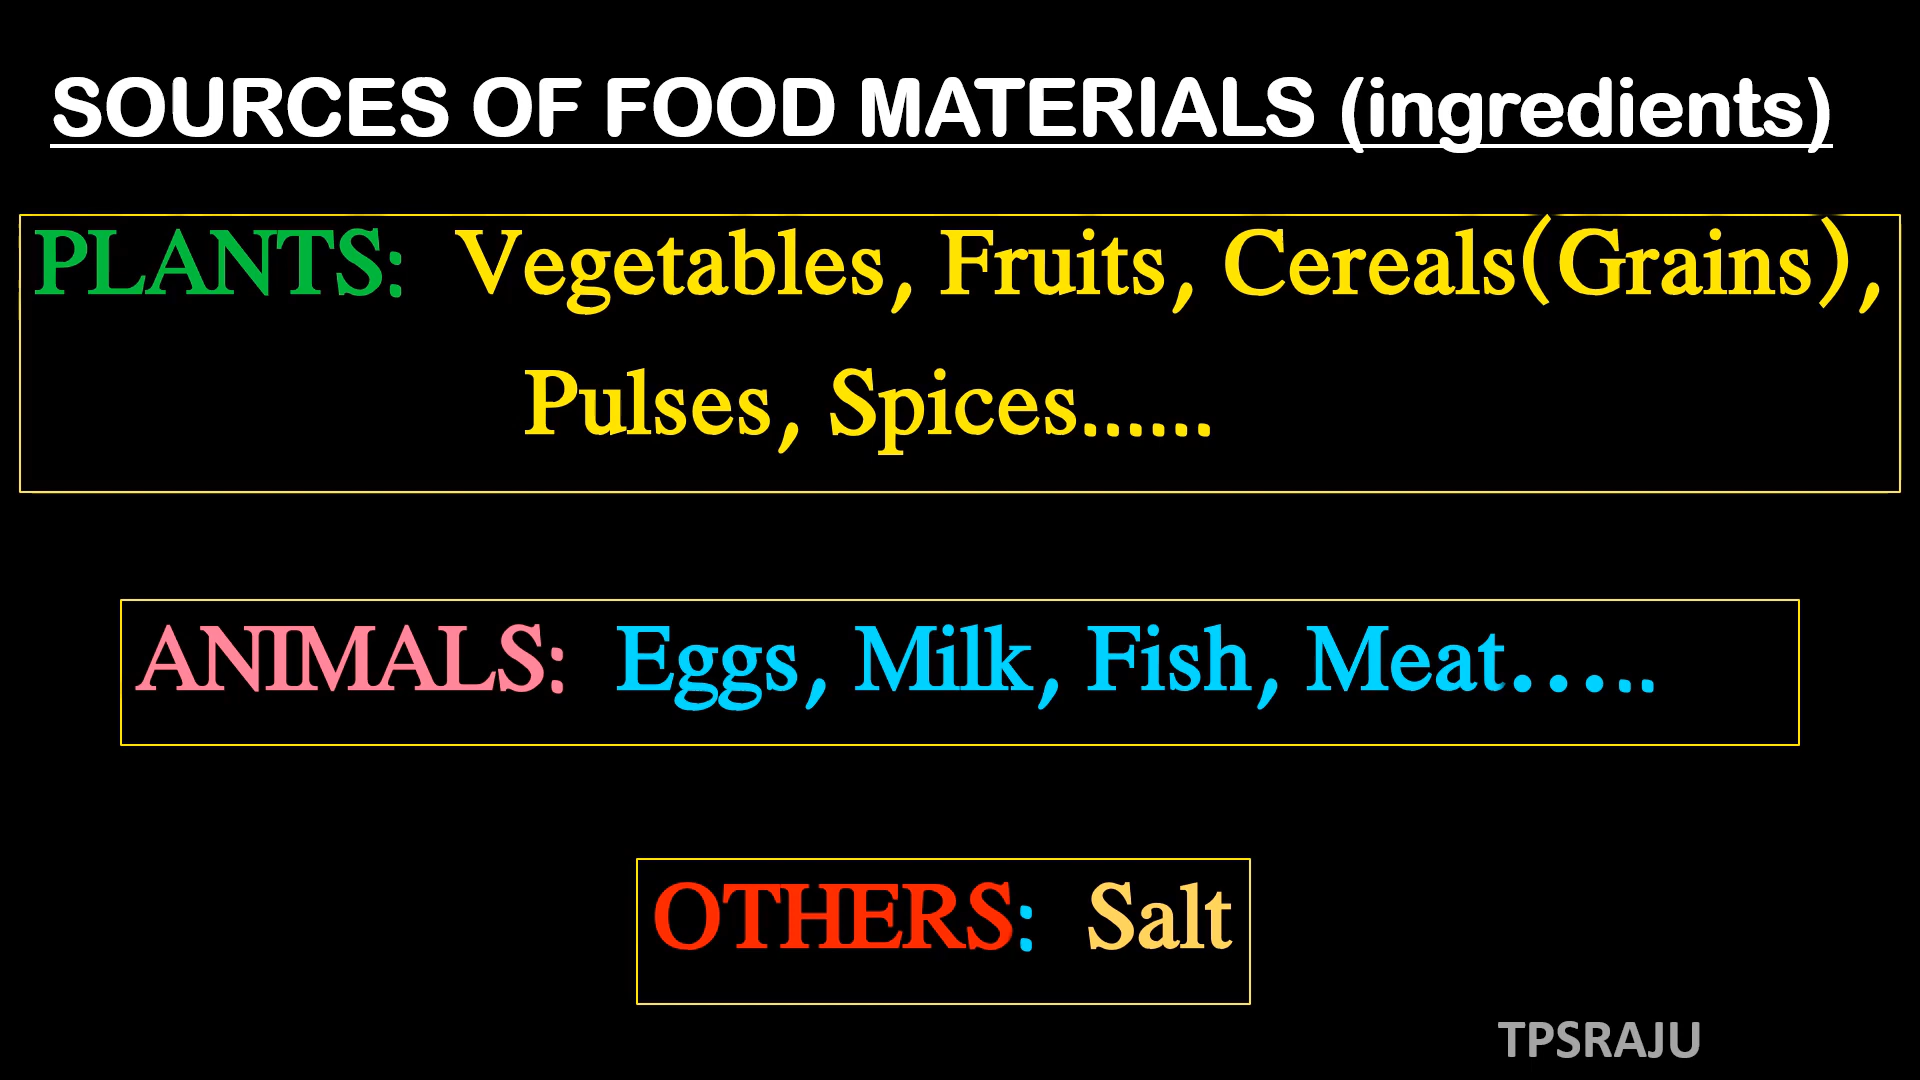 SOURCES OF FOOD MATERIALS (ingredients)
PLANTS: Vegetables, Fruits, Cereals(Grains),
Pulses, Spices......
ANIMALS: Eggs, Milk, Fish, Meat.....
OTHERS: Salt
TPSRAJU